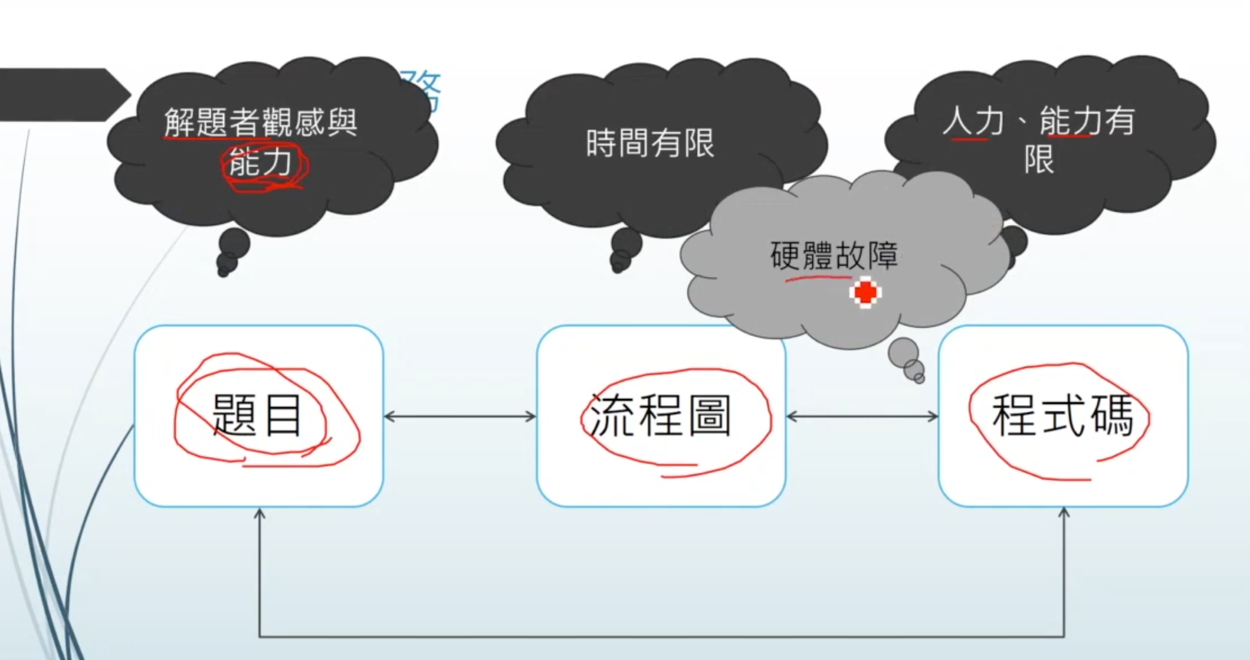 務
解題者觀感與
能力
時間有限
人力、能力有
限
硬體故障
題目
流程圖
程式碼